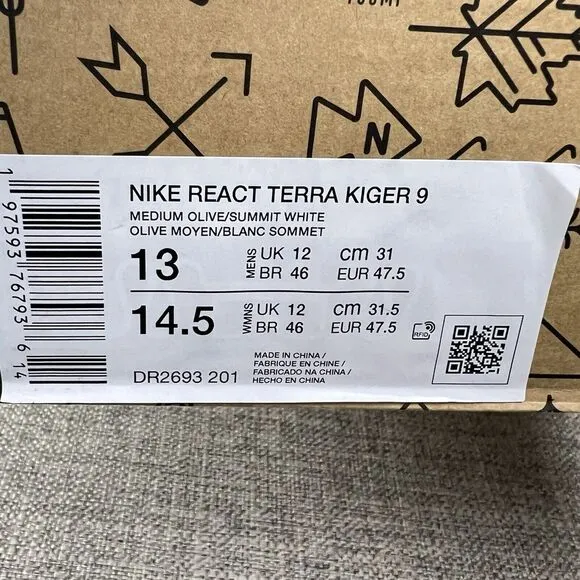 100MI
N
NIKE REACT TERRA KIGER 9
MEDIUM OLIVE/SUMMIT WHITE
OLIVE MOYEN/BLANC SOMMET
13 MENS UK 12 cm 31
BR 46 EUR 47.5
14.5 WMNS UK 12 cm 31.5
BR 46 EUR 47.5
RFID
DR2693 201
MADE IN CHINA /
FABRIQUE EN CHINE /
FABRICADO NA CHINA /
HECHO EN CHINA
1 97593 76793 6 14